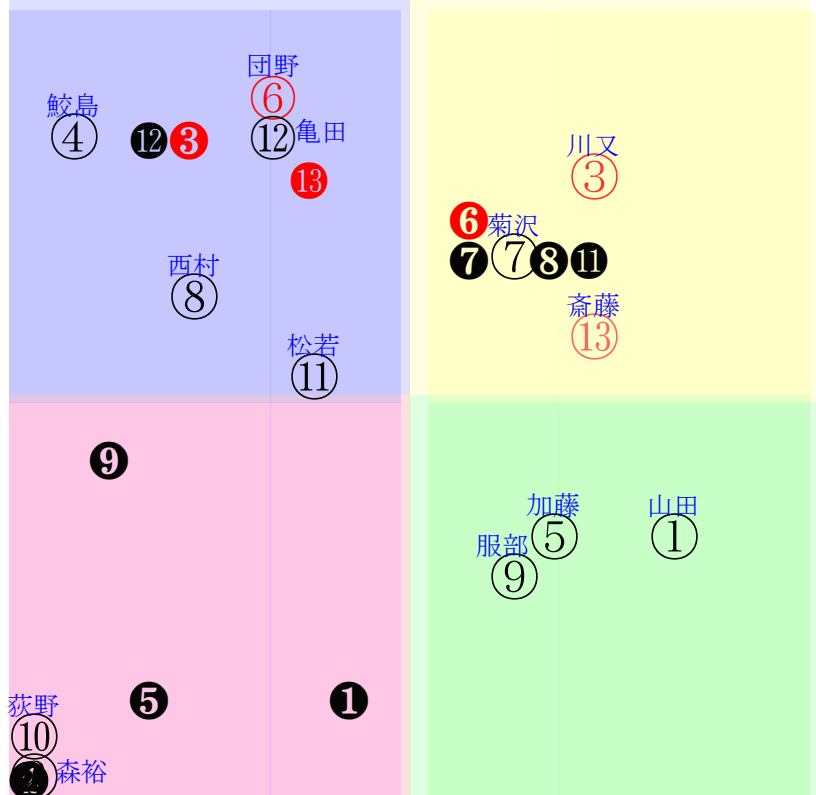 団野
⑥
鮫島
④
⓬
❸
⑫
亀田
⓭
川又
③
❻
菊沢
❼
⑦
❽
⓫
西村
⑧
斎藤
⑬
松若
⑪
❾
加藤
⑤
山田
①
服部
⑨
荻野
⑩
❺
❶
森裕